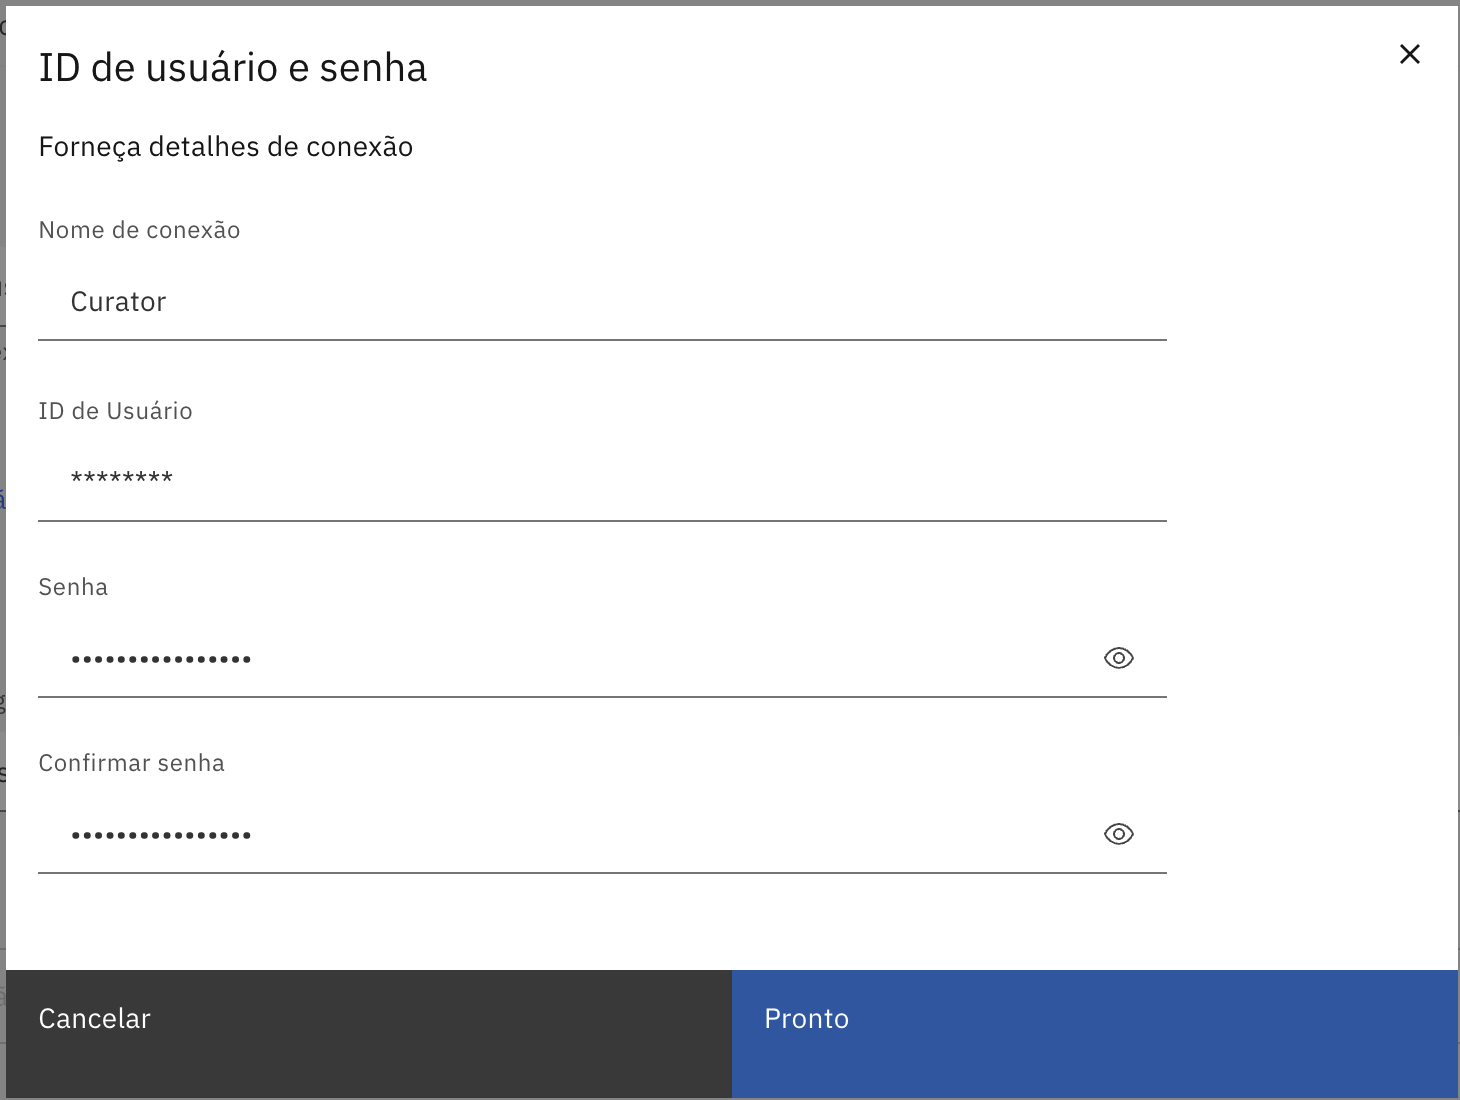 ID de usuário e senha
Forneça detalhes de conexão
Nome de conexão
Curator
ID de Usuário
********
Senha
••••••••••••••••
Confirmar senha
••••••••••••••••
Cancelar
Pronto